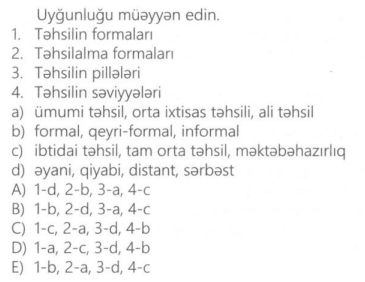 Uyğunluğu müəyyən edin.
1. Təhsilin formaları
2. Təhsilalma formaları
3. Təhsilin pillələri
4. Təhsilin səviyyələri
a) ümumi təhsil, orta ixtisas təhsili, ali təhsil
b) formal, qeyri-formal, informal
c) ibtidai təhsil, tam orta təhsil, məktəbəhazırlıq
d) əyani, qiyabi, distant, sərbəst
A) 1-d, 2-b, 3-a, 4-c
B) 1-b, 2-d, 3-a, 4-c
C) 1-c, 2-a, 3-d, 4-b
D) 1-a, 2-c, 3-d, 4-b
E) 1-b, 2-a, 3-d, 4-c